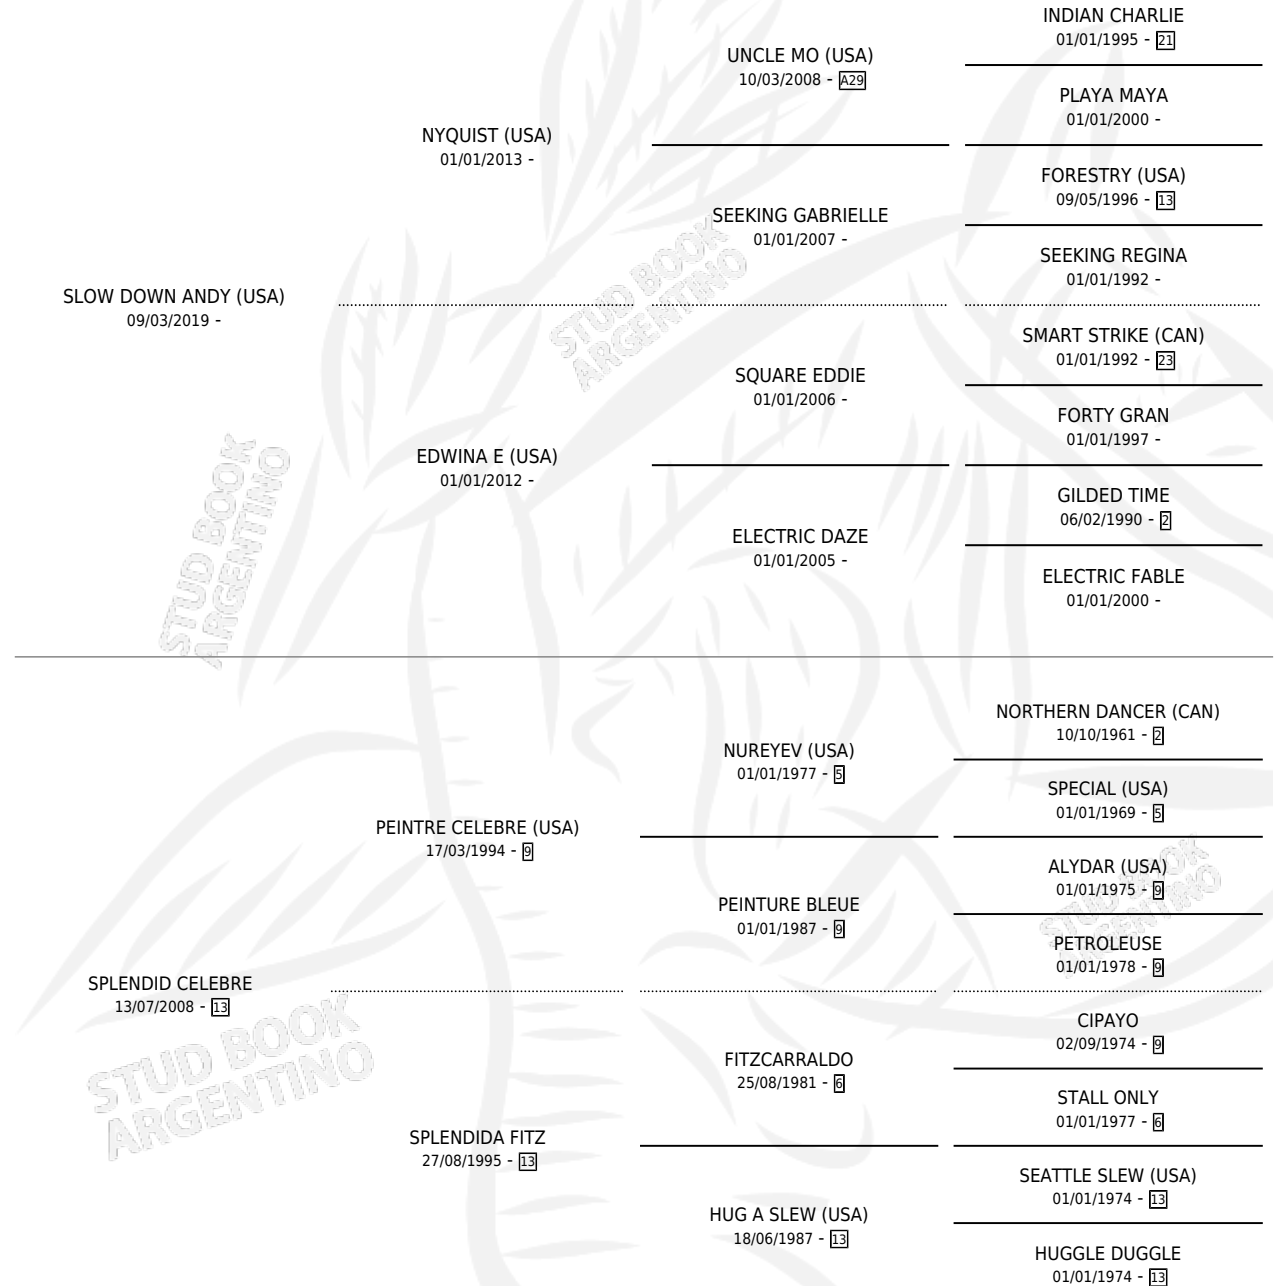 INDIAN CHARLIE
01/01/1995 - 21
UNCLE MO (USA)
10/03/2008 - A29
PLAYA MAYA
01/01/2000 -
NYQUIST (USA)
01/01/2013 -
FORESTRY (USA)
09/05/1996 - 13
SEEKING GABRIELLE
01/01/2007 -
SEEKING REGINA
01/01/1992 -
SLOW DOWN ANDY (USA)
09/03/2019 -
SMART STRIKE (CAN)
01/01/1992 - 23
SQUARE EDDIE
01/01/2006 -
FORTY GRAN
01/01/1997 -
EDWINA E (USA)
01/01/2012 -
GILDED TIME
06/02/1990 - 2
ELECTRIC DAZE
01/01/2005 -
ELECTRIC FABLE
01/01/2000 -
NORTHERN DANCER (CAN)
10/10/1961 - 2
NUREYEV (USA)
01/01/1977 - 5
SPECIAL (USA)
01/01/1969 - 5
PEINTRE CELEBRE (USA)
17/03/1994 - 9
ALYDAR (USA)
01/01/1975 - 9
PEINTURE BLEUE
01/01/1987 - 9
PETROLEUSE
01/01/1978 - 9
SPLENDID CELEBRE
13/07/2008 - 13
CIPAYO
02/09/1974 - 9
FITZCARRALDO
25/08/1981 - 6
STALL ONLY
01/01/1977 - 6
SPLENDIDA FITZ
27/08/1995 - 13
SEATTLE SLEW (USA)
01/01/1974 - 13
HUG A SLEW (USA)
18/06/1987 - 13
HUGGLE DUGGLE
01/01/1974 - 13
STUD BOOK
ARGENTINO
STUD BOOK
ARGENTINO
STUD BOOK
ARGENTINO
STUD BOOK
ARGENTINO